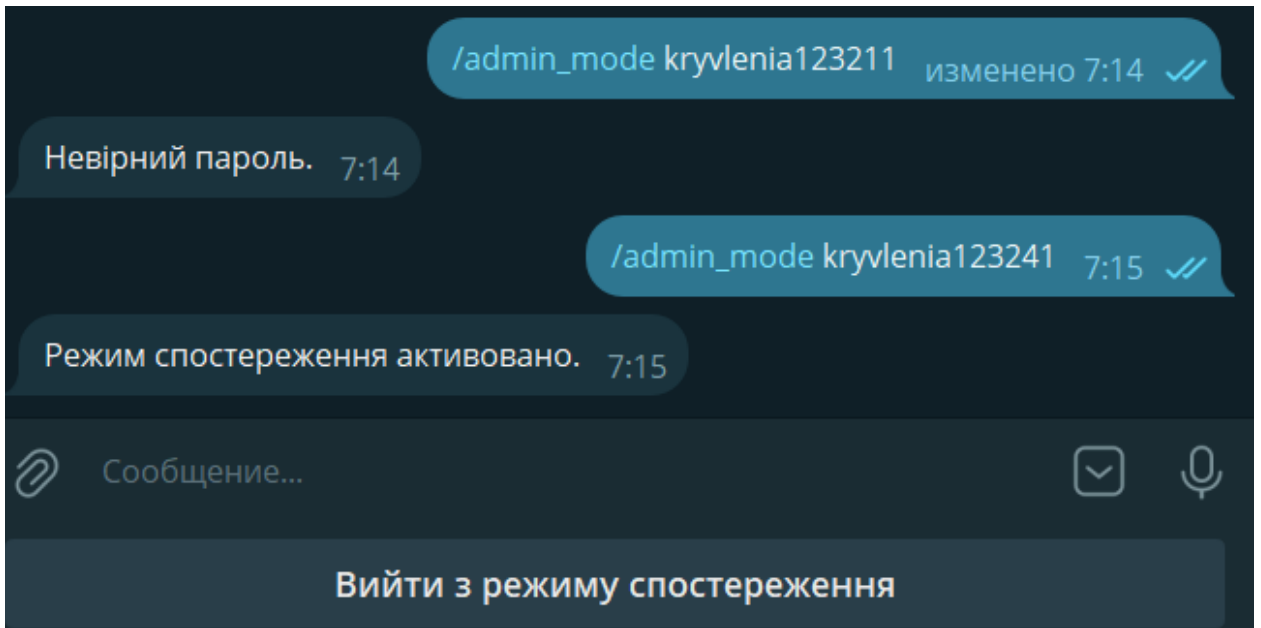 /admin_mode kryvlenia123211 изменено 7:14
Невірний пароль. 7:14
/admin_mode kryvlenia123241 7:15
Режим спостереження активовано. 7:15
Сообщение...
Вийти з режиму спостереження